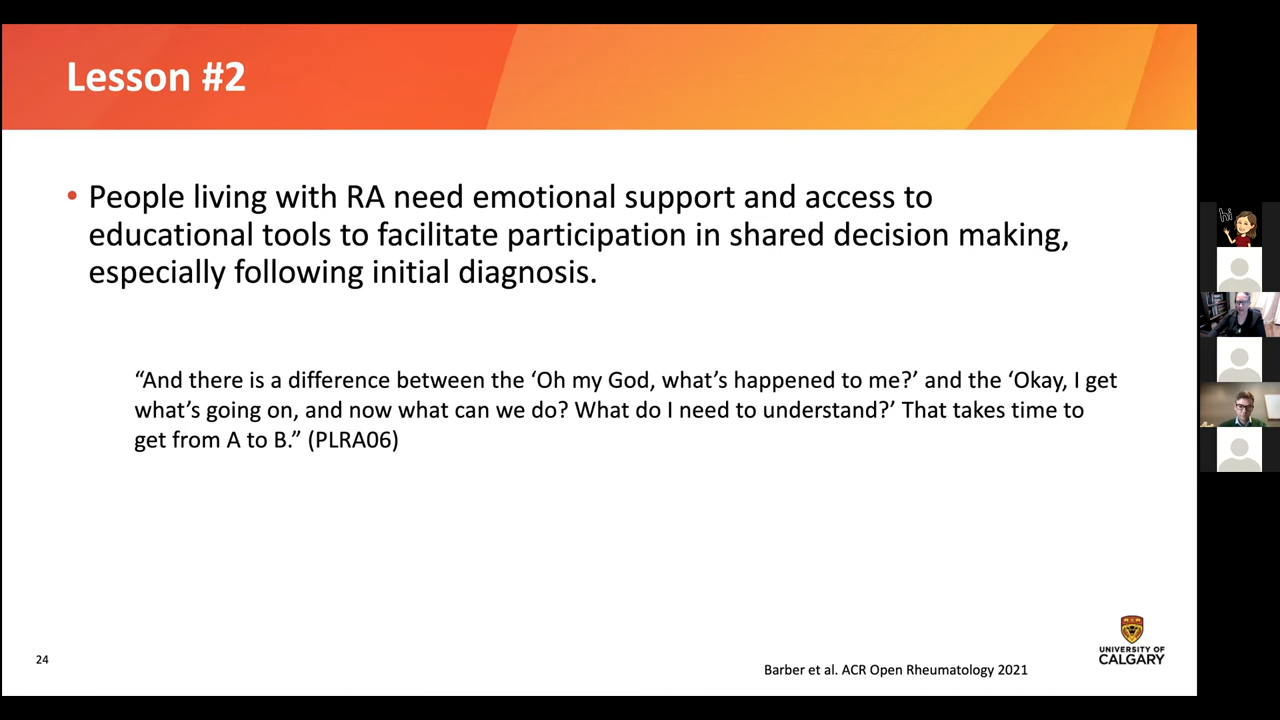 Lesson #2
• People living with RA need emotional support and access to
educational tools to facilitate participation in shared decision making,
especially following initial diagnosis.
“And there is a difference between the ‘Oh my God, what’s happened to me?’ and the ‘Okay, I get
what’s going on, and now what can we do? What do I need to understand?’ That takes time to
get from A to B.” (PLRA06)
24
Barber et al. ACR Open Rheumatology 2021
UNIVERSITY OF
CALGARY
hi